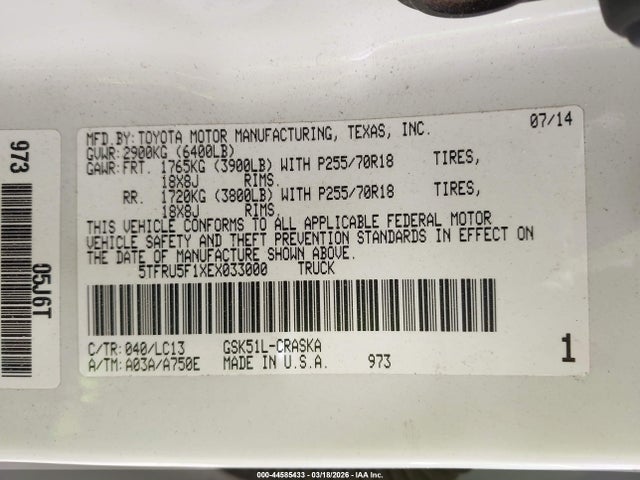 07/14
MFD.BY:TOYOTA MOTOR MANUFACTURING, TEXAS, INC.
GVWR:2900KG (6400LB)
GAWR:FRT. 1765KG (3900LB) WITH P255/70R18 TIRES,
18X8J RIMS.
RR. 1720KG (3800LB) WITH P255/70R18 TIRES,
18X8J RIMS.
THIS VEHICLE CONFORMS TO ALL APPLICABLE FEDERAL MOTOR
VEHICLE SAFETY AND THEFT PREVENTION STANDARDS IN EFFECT ON
THE DATE OF MANUFACTURE SHOWN ABOVE.
5TFRU5F1XEX033000 TRUCK
C/TR:040/LC13 GSK51L-CRASKA
A/TM:A03A/A750E MADE IN U.S.A. 973 1
973
05J6T
000-44585433 - 03/18/2026 - IAA Inc.